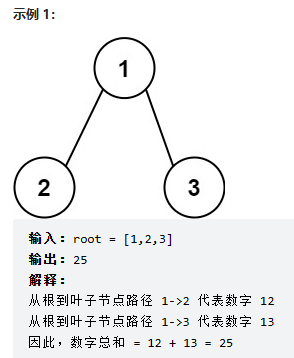 示例 1：
1
2
3
输入：root = [1,2,3]
输出：25
解释：
从根到叶子节点路径 1->2 代表数字 12
从根到叶子节点路径 1->3 代表数字 13
因此，数字总和 = 12 + 13 = 25